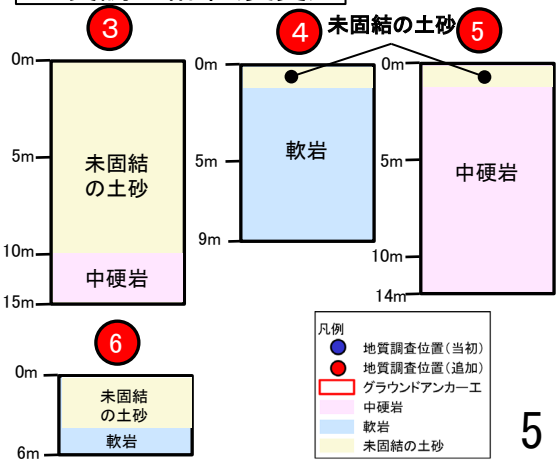 3
0m
5m
10m
15m
未固結
の土砂
中硬岩
4
未固結の土砂
0m
5m
9m
軟岩
5
0m
5m
10m
14m
中硬岩
6
0m
6m
未固結
の土砂
軟岩
凡例
地質調査位置(当初)
地質調査位置(追加)
グラウンドアンカー工
中硬岩
軟岩
未固結の土砂
5